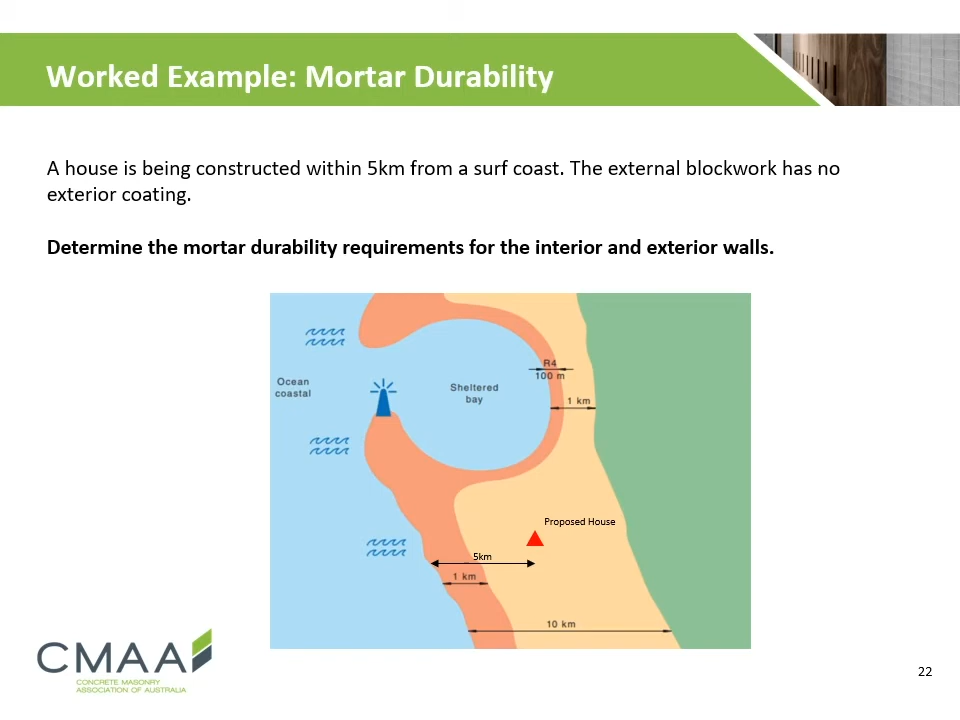 Worked Example: Mortar Durability
A house is being constructed within 5km from a surf coast. The external blockwork has no
exterior coating.
Determine the mortar durability requirements for the interior and exterior walls.
R4
100 m
Ocean
coastal
Sheltered
bay
1 km
Proposed House
5km
1 km
10 km
CMAA
CONCRETE MASONRY
ASSOCIATION OF AUSTRALIA
22